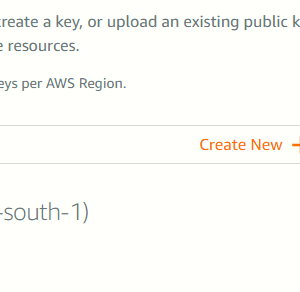 create a key, or upload an existing public k
e resources.
eys per AWS Region.
Create New +
-south-1)